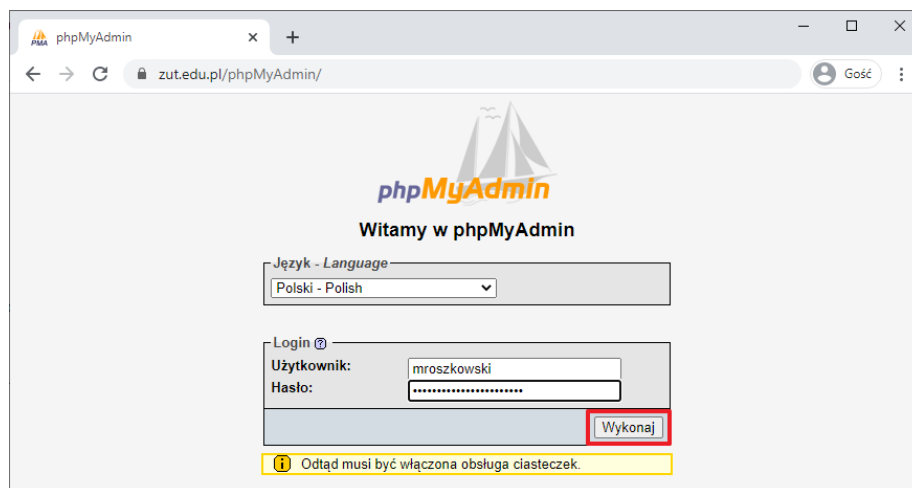 PMA phpMyAdmin
zut.edu.pl/phpMyAdmin/
Gość
phpMyAdmin
Witamy w phpMyAdmin
Język - Language
Polski - Polish
Login ?
Użytkownik: mroszkowski
Hasło: •••••••••••••••••••••••
Wykonaj
Odtąd musi być włączona obsługa ciasteczek.